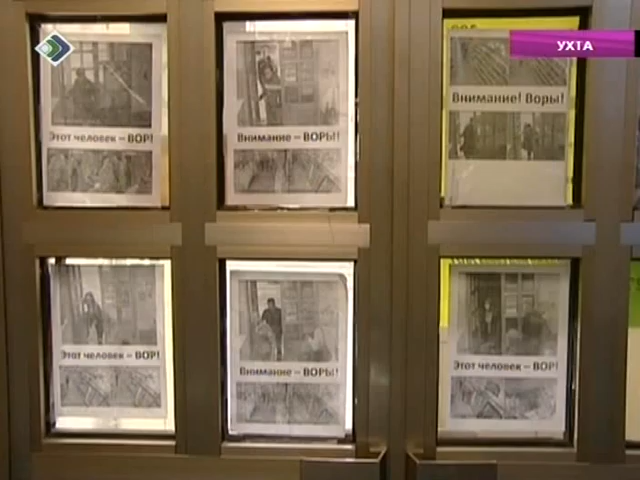 УХТА
Этот человек – ВОР!
Внимание – ВОРЫ!!
Внимание! Воры!
Этот человек – ВОР!
Внимание – ВОРЫ!
Этот человек – ВОР!